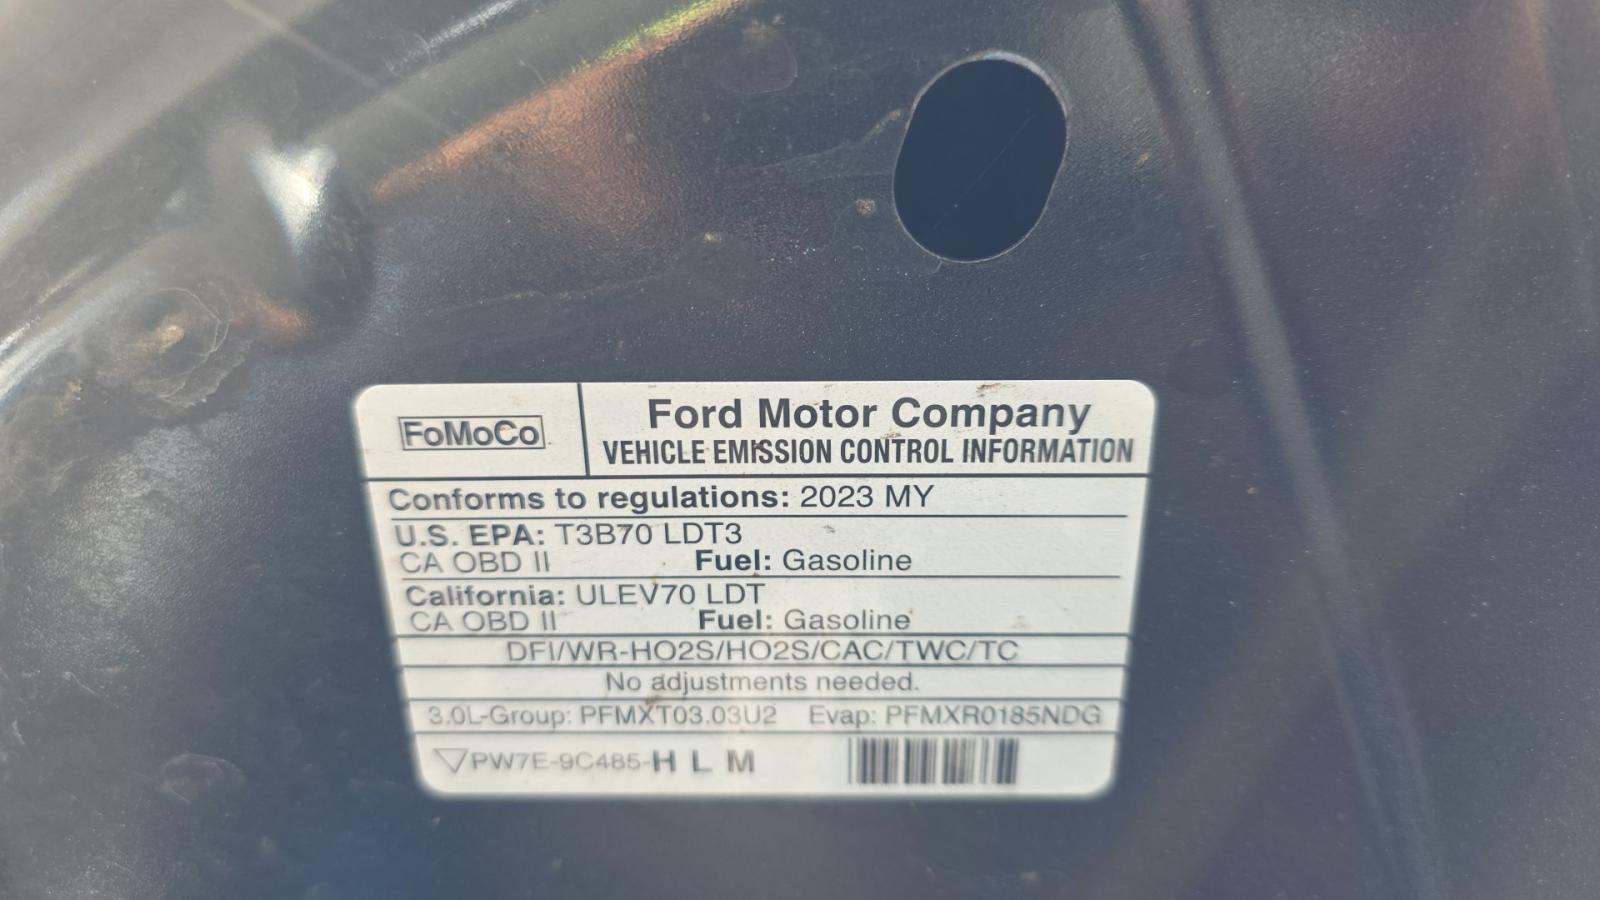 FoMoCo
Ford Motor Company
VEHICLE EMISSION CONTROL INFORMATION
Conforms to regulations: 2023 MY
U.S. EPA: T3B70 LDT3
CA OBD II Fuel: Gasoline
California: ULEV70 LDT
CA OBD II Fuel: Gasoline
DFI/WR-HO2S/HO2S/CAC/TWC/TC
No adjustments needed.
3.0L-Group: PFMXT03.03U2 Evap: PFMXR0185NDG
PW7E-9C485-H L M